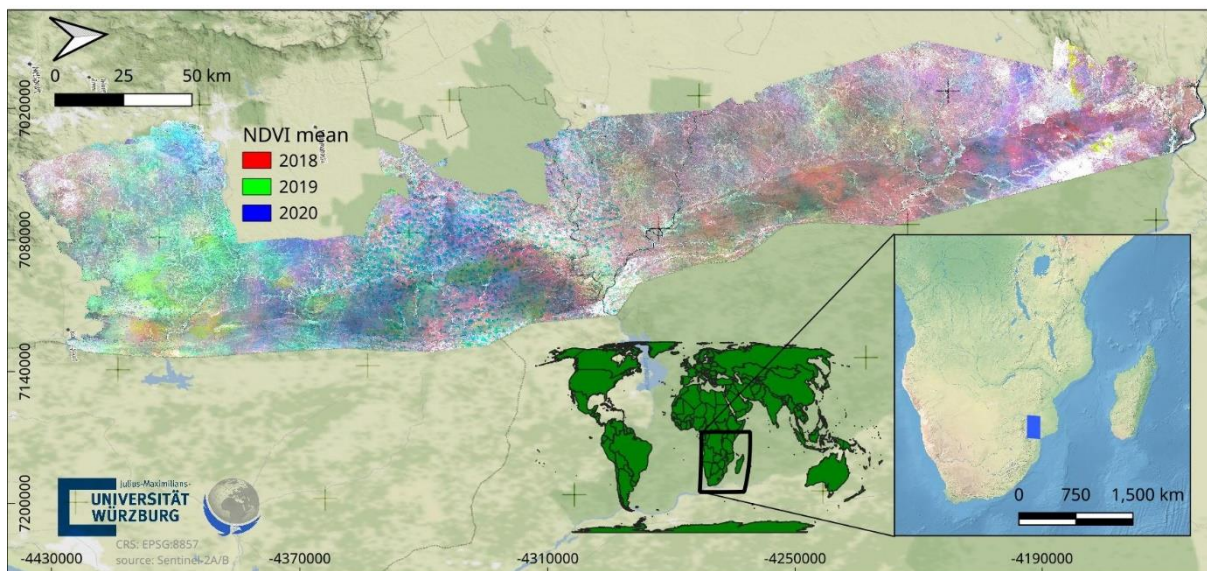 0 25 50 km
NDVI mean
2018
2019
2020
7020000
7080000
7140000
7200000
0 750 1,500 km
Julius-Maximilians-
UNIVERSITÄT
WÜRZBURG
CRS: EPSG:8857
source: Sentinel-2A/B
-4430000 -4370000 -4310000 -4250000 -4190000